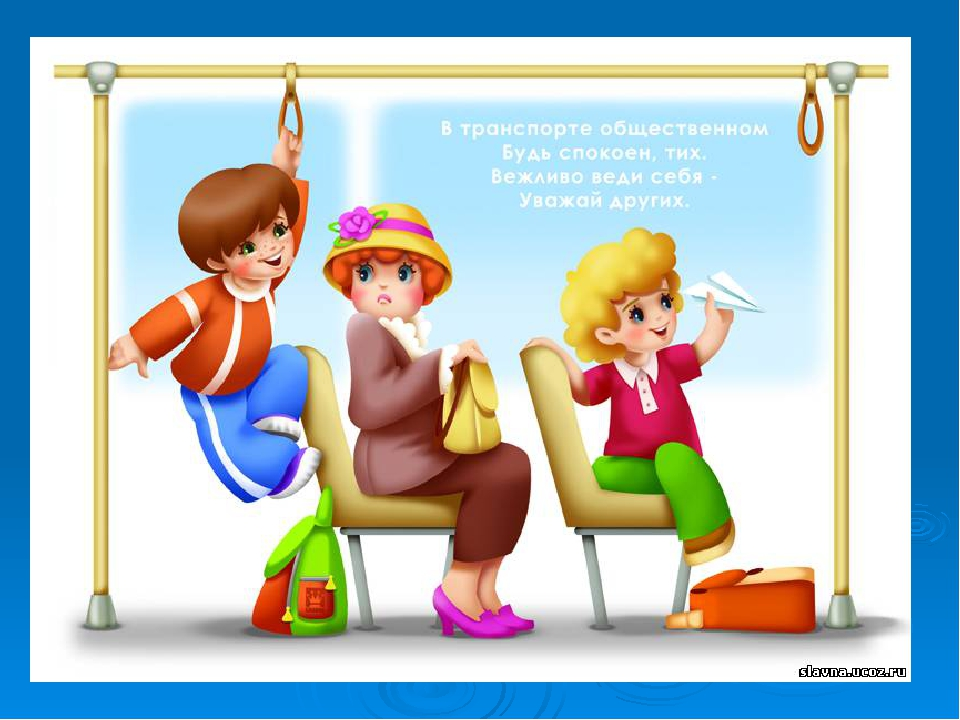 В транспорте общественном
Будь спокоен, тих.
Вежливо веди себя -
Уважай других.
slavna.ucoz.ru